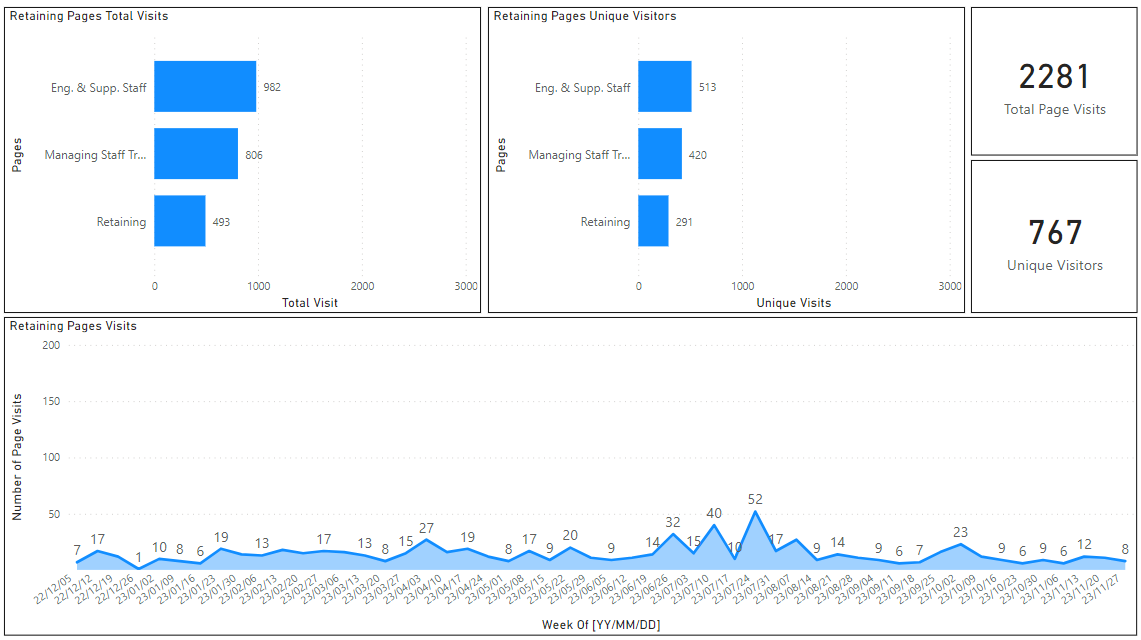 Retaining Pages Total Visits
Pages
Eng. & Supp. Staff 982
Managing Staff Tr... 806
Retaining 493
0 1000 2000 3000
Total Visit
Retaining Pages Unique Visitors
Pages
Eng. & Supp. Staff 513
Managing Staff Tr... 420
Retaining 291
0 1000 2000 3000
Unique Visits
2281
Total Page Visits
767
Unique Visitors
Retaining Pages Visits
Number of Page Visits
200
150
100
50
7 17 1 10 8 6 19 13 17 13 8 15 27 19 8 17 9 20 9 14 32 15 40 10 52 17 9 14 9 6 7 23 9 6 9 6 12 8
22/12/05 22/12/12 22/12/19 22/12/26 23/01/02 23/01/09 23/01/16 23/01/23 23/01/30 23/02/06 23/02/13 23/02/20 23/02/27 23/03/06 23/03/13 23/03/20 23/03/27 23/04/03 23/04/10 23/04/17 23/04/24 23/05/01 23/05/08 23/05/15 23/05/22 23/05/29 23/06/05 23/06/12 23/06/19 23/06/26 23/07/03 23/07/10 23/07/17 23/07/24 23/07/31 23/08/07 23/08/14 23/08/21 23/08/28 23/09/04 23/09/11 23/09/18 23/09/25 23/10/02 23/10/09 23/10/16 23/10/23 23/10/30 23/11/06 23/11/13 23/11/20 23/11/27
Week Of [YY/MM/DD]